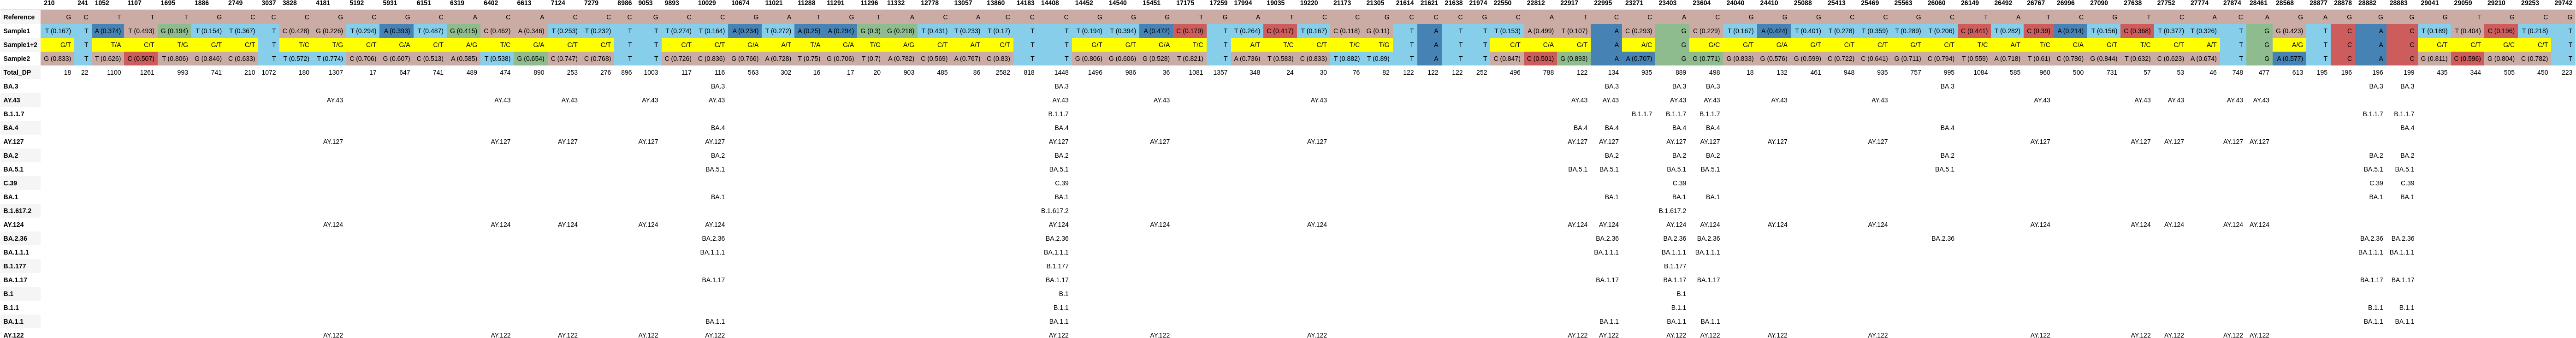 210 241 1052 1107 1695 1886 2749 3037 3828 4181 5192 5931 6151 6319 6402 6613 7124 7279 8986 9053 9893 10029 10674 11021 11288 11291 11296 11332 12778 13057 13860 14183 14408 14452 14540 15451 17175 17259 17994 19035 19220 21173 21305 21614 21621 21638 21974 22550 22812 22917 22995 23271 23403 23604 24040 24410 25088 25413 25469 25563 26060 26149 26492 26767 26996 27090 27638 27752 27774 27874 28461 28568 28877 28878 28882 28883 29041 29059 29210 29253 29742
Reference G C T T T G C C C G C G C A C A C C C G C C G A T G T A C A C C C G G G T G A T C C G C C C G C A T C C A C G G G C C G C T A T C C G T C A C A G A G G G G T G C G
Sample1 T (0.167) T A (0.374) T (0.493) G (0.194) T (0.154) T (0.367) T C (0.428) G (0.226) T (0.294) A (0.393) T (0.487) G (0.415) C (0.462) A (0.346) T (0.253) T (0.232) T T T (0.274) T (0.164) A (0.234) T (0.272) A (0.25) A (0.294) G (0.3) G (0.218) T (0.431) T (0.233) T (0.17) T T T (0.194) T (0.394) A (0.472) C (0.179) T T (0.264) C (0.417) T (0.167) C (0.118) G (0.11) T A T T T (0.153) A (0.499) T (0.107) A C (0.293) G C (0.229) T (0.167) A (0.424) T (0.401) T (0.278) T (0.359) T (0.289) T (0.206) C (0.441) T (0.282) C (0.39) A (0.214) T (0.156) C (0.368) T (0.377) T (0.326) T G G (0.423) T C A C T (0.189) T (0.404) C (0.196) T (0.218) T
Sample1+2 G/T T T/A C/T T/G G/T C/T T T/C T/G C/T G/A C/T A/G T/C G/A C/T C/T T T C/T C/T G/A A/T T/A G/A T/G A/G C/T A/T C/T T T G/T G/T G/A T/C T A/T T/C C/T T/C T/G T A T T C/T C/A G/T A A/C G G/C G/T G/A G/T C/T C/T G/T C/T T/C A/T T/C C/A G/T T/C C/T A/T T G A/G T C A C G/T C/T G/C C/T T
Sample2 G (0.833) T T (0.626) C (0.507) T (0.806) G (0.846) C (0.633) T T (0.572) T (0.774) C (0.706) G (0.607) C (0.513) A (0.585) T (0.538) G (0.654) C (0.747) C (0.768) T T C (0.726) C (0.836) G (0.766) A (0.728) T (0.75) G (0.706) T (0.7) A (0.782) C (0.569) A (0.767) C (0.83) T T G (0.806) G (0.606) G (0.528) T (0.821) T A (0.736) T (0.583) C (0.833) T (0.882) T (0.89) T A T T C (0.847) C (0.501) G (0.893) A A (0.707) G G (0.771) G (0.833) G (0.576) G (0.599) C (0.722) C (0.641) G (0.711) C (0.794) T (0.559) A (0.718) T (0.61) C (0.786) G (0.844) T (0.632) C (0.623) A (0.674) T G A (0.577) T C A C G (0.811) C (0.596) G (0.804) C (0.782) T
Total_DP 18 22 1100 1261 993 741 210 1072 180 1307 17 647 741 489 474 890 253 276 896 1003 117 116 563 302 16 17 20 903 485 86 2582 818 1448 1496 986 36 1081 1357 348 24 30 76 82 122 122 122 252 496 788 122 134 935 889 498 18 132 461 948 935 757 995 1084 585 960 500 731 57 53 46 748 477 613 195 196 196 199 435 344 505 450 223
BA.3 BA.3 BA.3 BA.3 BA.3 BA.3 BA.3 BA.3 BA.3
AY.43 AY.43 AY.43 AY.43 AY.43 AY.43 AY.43 AY.43 AY.43 AY.43 AY.43 AY.43 AY.43 AY.43 AY.43 AY.43 AY.43 AY.43 AY.43 AY.43
B.1.1.7 B.1.1.7 B.1.1.7 B.1.1.7 B.1.1.7 B.1.1.7 B.1.1.7
BA.4 BA.4 BA.4 BA.4 BA.4 BA.4 BA.4 BA.4 BA.4
AY.127 AY.127 AY.127 AY.127 AY.127 AY.127 AY.127 AY.127 AY.127 AY.127 AY.127 AY.127 AY.127 AY.127 AY.127 AY.127 AY.127 AY.127 AY.127 AY.127
BA.2 BA.2 BA.2 BA.2 BA.2 BA.2 BA.2 BA.2 BA.2
BA.5.1 BA.5.1 BA.5.1 BA.5.1 BA.5.1 BA.5.1 BA.5.1 BA.5.1 BA.5.1 BA.5.1
C.39 C.39 C.39 C.39 C.39
BA.1 BA.1 BA.1 BA.1 BA.1 BA.1 BA.1 BA.1
B.1.617.2 B.1.617.2 B.1.617.2
AY.124 AY.124 AY.124 AY.124 AY.124 AY.124 AY.124 AY.124 AY.124 AY.124 AY.124 AY.124 AY.124 AY.124 AY.124 AY.124 AY.124 AY.124 AY.124 AY.124
BA.2.36 BA.2.36 BA.2.36 BA.2.36 BA.2.36 BA.2.36 BA.2.36 BA.2.36 BA.2.36
BA.1.1.1 BA.1.1.1 BA.1.1.1 BA.1.1.1 BA.1.1.1 BA.1.1.1 BA.1.1.1 BA.1.1.1
B.1.177 B.1.177 B.1.177
BA.1.17 BA.1.17 BA.1.17 BA.1.17 BA.1.17 BA.1.17 BA.1.17 BA.1.17
B.1 B.1 B.1
B.1.1 B.1.1 B.1.1 B.1.1 B.1.1
BA.1.1 BA.1.1 BA.1.1 BA.1.1 BA.1.1 BA.1.1 BA.1.1 BA.1.1
AY.122 AY.122 AY.122 AY.122 AY.122 AY.122 AY.122 AY.122 AY.122 AY.122 AY.122 AY.122 AY.122 AY.122 AY.122 AY.122 AY.122 AY.122 AY.122 AY.122